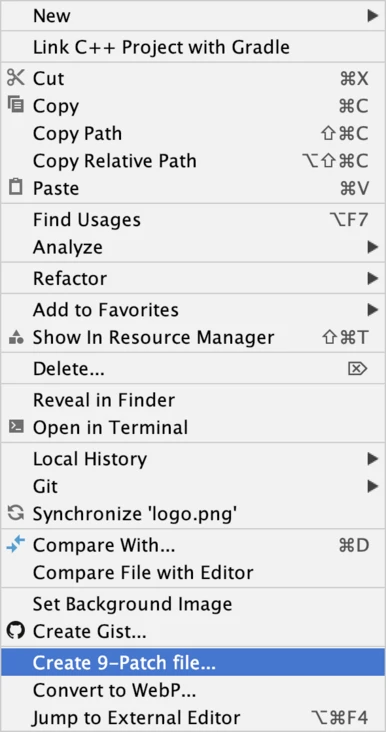 New
Link C++ Project with Gradle
Cut ⌘X
Copy ⌘C
Copy Path ⇧⌘C
Copy Relative Path ⌥⇧⌘C
Paste ⌘V
Find Usages ⌥F7
Analyze
Refactor
Add to Favorites
Show In Resource Manager ⇧⌘T
Delete... ⌦
Reveal in Finder
Open in Terminal
Local History
Git
Synchronize 'logo.png'
Compare With... ⌘D
Compare File with Editor
Set Background Image
Create Gist...
Create 9-Patch file...
Convert to WebP...
Jump to External Editor ⌥⌘F4